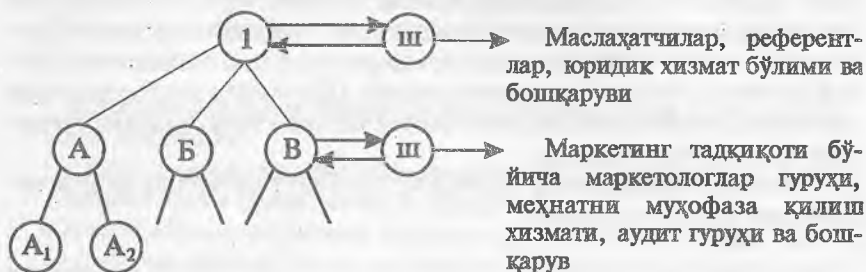 1 ш
Маслаҳатчилар, референт-
лар, юридик хизмат бўлими ва
бошқаруви
А Б В ш
Маркетинг тадқиқоти бў-
йича маркетологлар гуруҳи,
меҳнатни муҳофаза қилиш
хизмати, аудит гуруҳи ва бош-
қарув
А₁ А₂